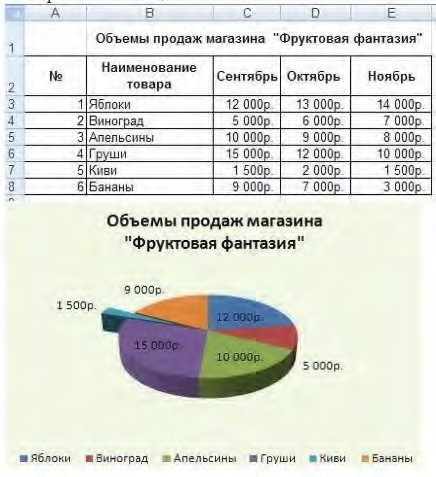 A B C D E
1 Объемы продаж магазина "Фруктовая фантазия"
2 № Наименование товара Сентябрь Октябрь Ноябрь
3 1 Яблоки 12 000р. 13 000р. 14 000р.
4 2 Виноград 5 000р. 6 000р. 7 000р.
5 3 Апельсины 10 000р. 9 000р. 8 000р.
6 4 Груши 15 000р. 12 000р. 10 000р.
7 5 Киви 1 500р. 2 000р. 1 500р.
8 6 Бананы 9 000р. 7 000р. 3 000р.
Объемы продаж магазина
"Фруктовая фантазия"
9 000р.
1 500р.
12 000р.
15 000р.
10 000р.
5 000р.
Яблоки Виноград Апельсины Груши Киви Бананы